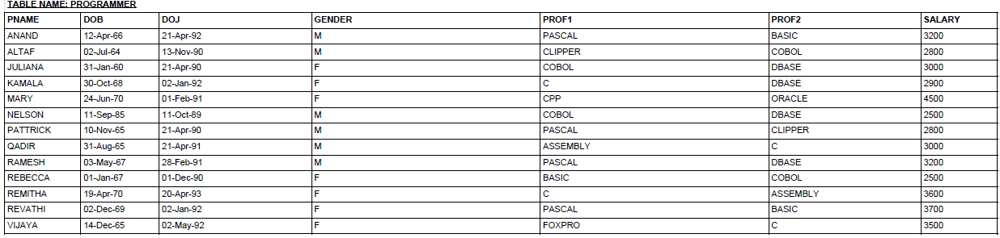 TABLE NAME: PROGRAMMER
PNAME DOB DOJ GENDER PROF1 PROF2 SALARY
ANAND 12-Apr-66 21-Apr-92 M PASCAL BASIC 3200
ALTAF 02-Jul-64 13-Nov-90 M CLIPPER COBOL 2800
JULIANA 31-Jan-60 21-Apr-90 F COBOL DBASE 3000
KAMALA 30-Oct-68 02-Jan-92 F C DBASE 2900
MARY 24-Jun-70 01-Feb-91 F CPP ORACLE 4500
NELSON 11-Sep-85 11-Oct-89 M COBOL DBASE 2500
PATTRICK 10-Nov-65 21-Apr-90 M PASCAL CLIPPER 2800
QADIR 31-Aug-65 21-Apr-91 M ASSEMBLY C 3000
RAMESH 03-May-67 28-Feb-91 M PASCAL DBASE 3200
REBECCA 01-Jan-67 01-Dec-90 F BASIC COBOL 2500
REMITHA 19-Apr-70 20-Apr-93 F C ASSEMBLY 3600
REVATHI 02-Dec-69 02-Jan-92 F PASCAL BASIC 3700
VIJAYA 14-Dec-65 02-May-92 F FOXPRO C 3500